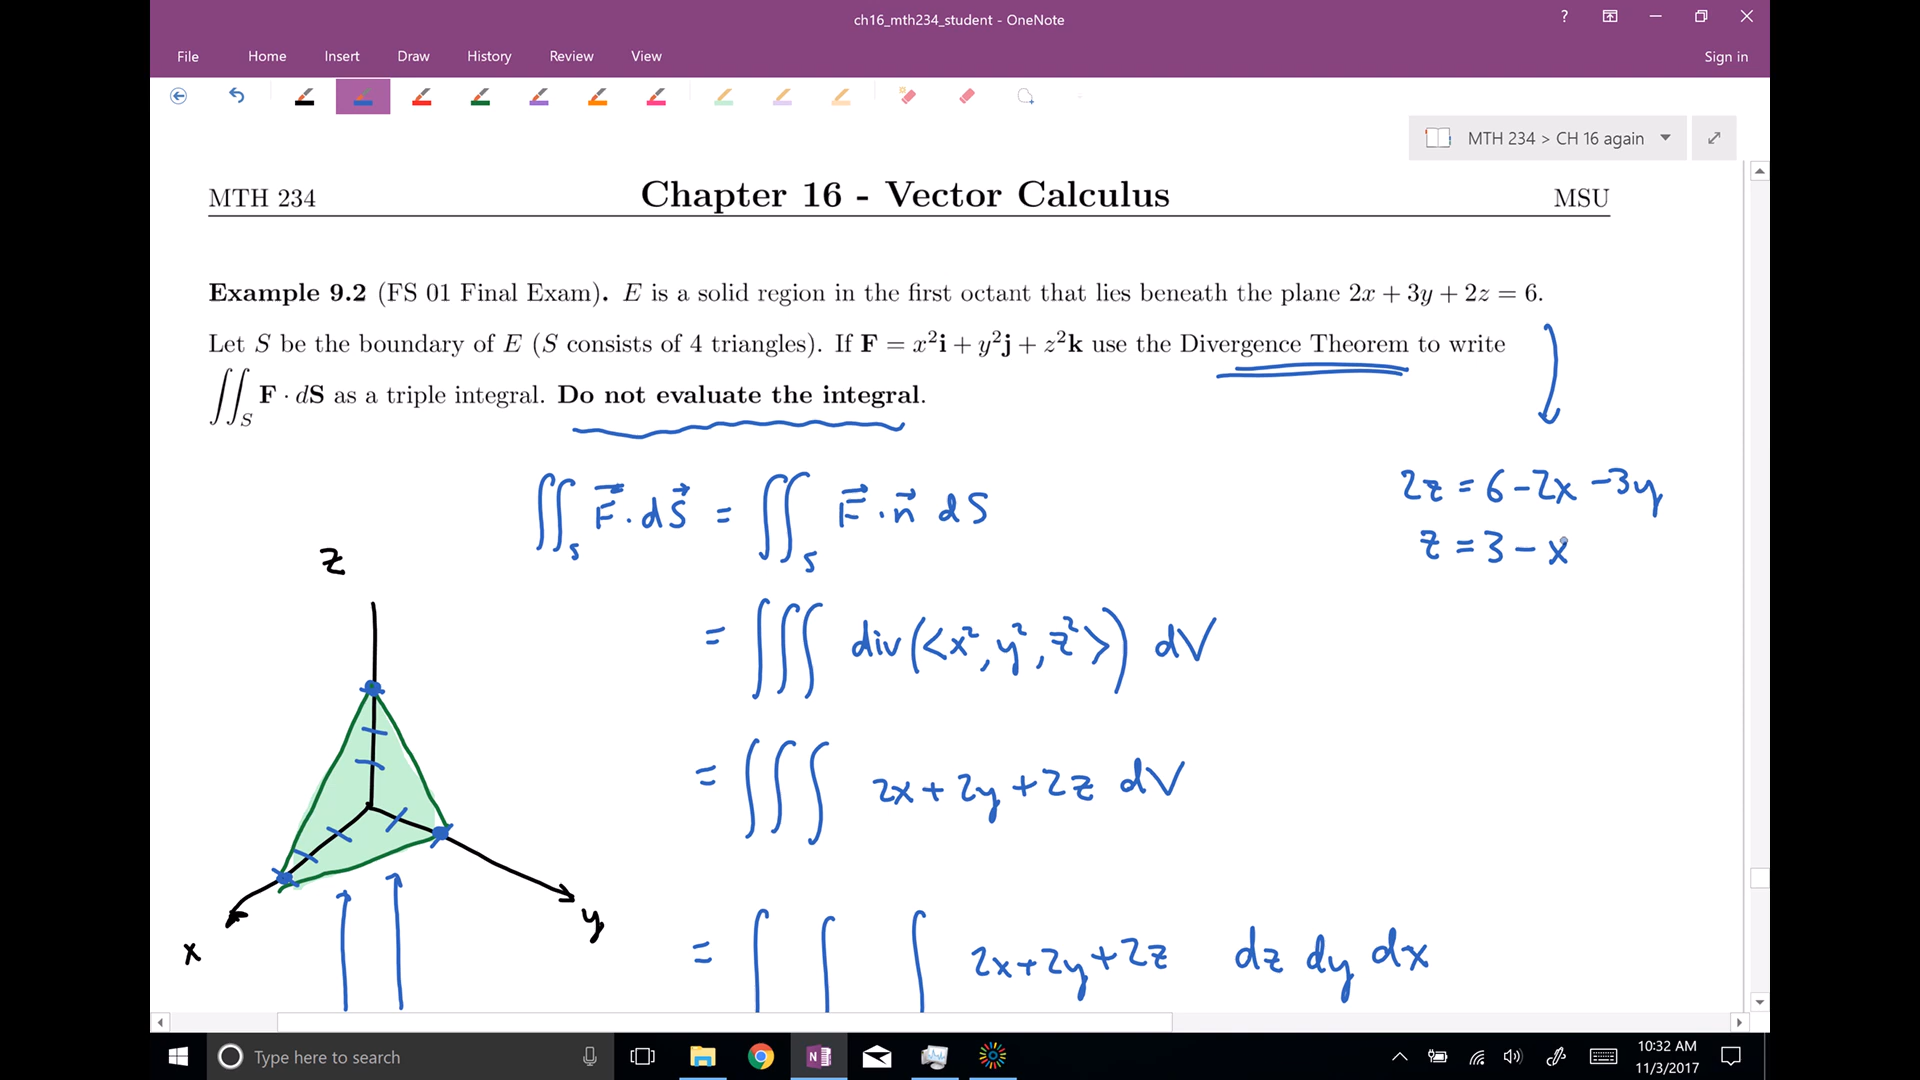 ch16_mth234_student - OneNote
?
File Home Insert Draw History Review View
Sign in
MTH 234 > CH 16 again
MTH 234 Chapter 16 - Vector Calculus MSU
Example 9.2 (FS 01 Final Exam). E is a solid region in the first octant that lies beneath the plane 2x + 3y + 2z = 6.
Let S be the boundary of E (S consists of 4 triangles). If F = x²i + y²j + z²k use the Divergence Theorem to write
∬_S F · dS as a triple integral. Do not evaluate the integral.
2z = 6 - 2x - 3y
∬_S F⃗ · dS⃗ = ∬_S F⃗ · n⃗ dS
z = 3 - x
z
= ∭ div(<x², y², z²>) dV
= ∭ 2x + 2y + 2z dV
x
y
= ∫ ∫ ∫ 2x + 2y + 2z dz dy dx
Type here to search
10:32 AM
11/3/2017